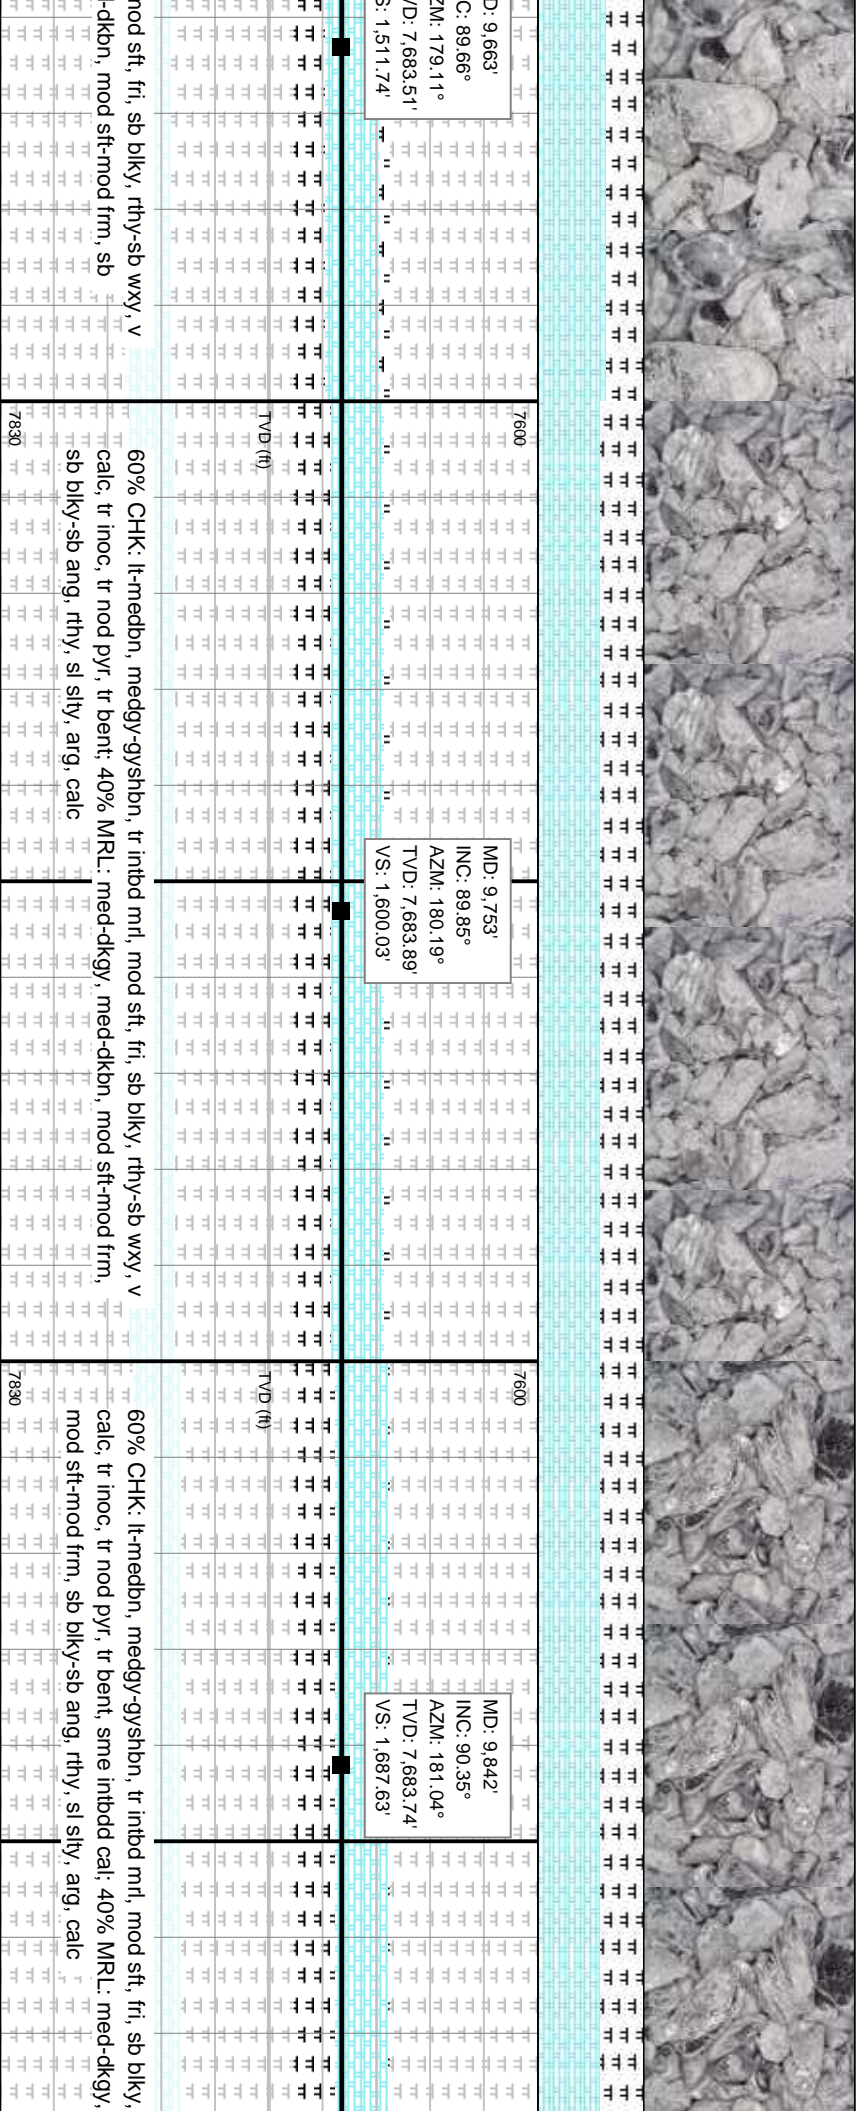 D: 9,663'
C: 89.66°
ZM: 179.11°
VD: 7,683.51'
S: 1,511.74'
mod sft, fri, sb blky, rthy-sb wxy, v
-dkbn, mod sft-mod frm, sb
7600
TVD (ft)
7830
60% CHK: lt-medbn, medgy-gyshbn, tr intbd mrl, mod sft, fri, sb blky, rthy-sb wxy, v
calc, tr inoc, tr nod pyr, tr bent; 40% MRL: med-dkgy, med-dkbn, mod sft-mod frm,
sb blky-sb ang, rthy, sl slty, arg, calc
MD: 9,753'
INC: 89.85°
AZM: 180.19°
TVD: 7,683.89'
VS: 1,600.03'
7600
TVD (ft)
7830
60% CHK: lt-medbn, medgy-gyshbn, tr intbd mrl, mod sft, fri, sb blky,
calc, tr inoc, tr nod pyr, tr bent, sme intbdd cal; 40% MRL: med-dkgy,
mod sft-mod frm, sb blky-sb ang, rthy, sl slty, arg, calc
MD: 9,842'
INC: 90.35°
AZM: 181.04°
TVD: 7,683.74'
VS: 1,687.63'